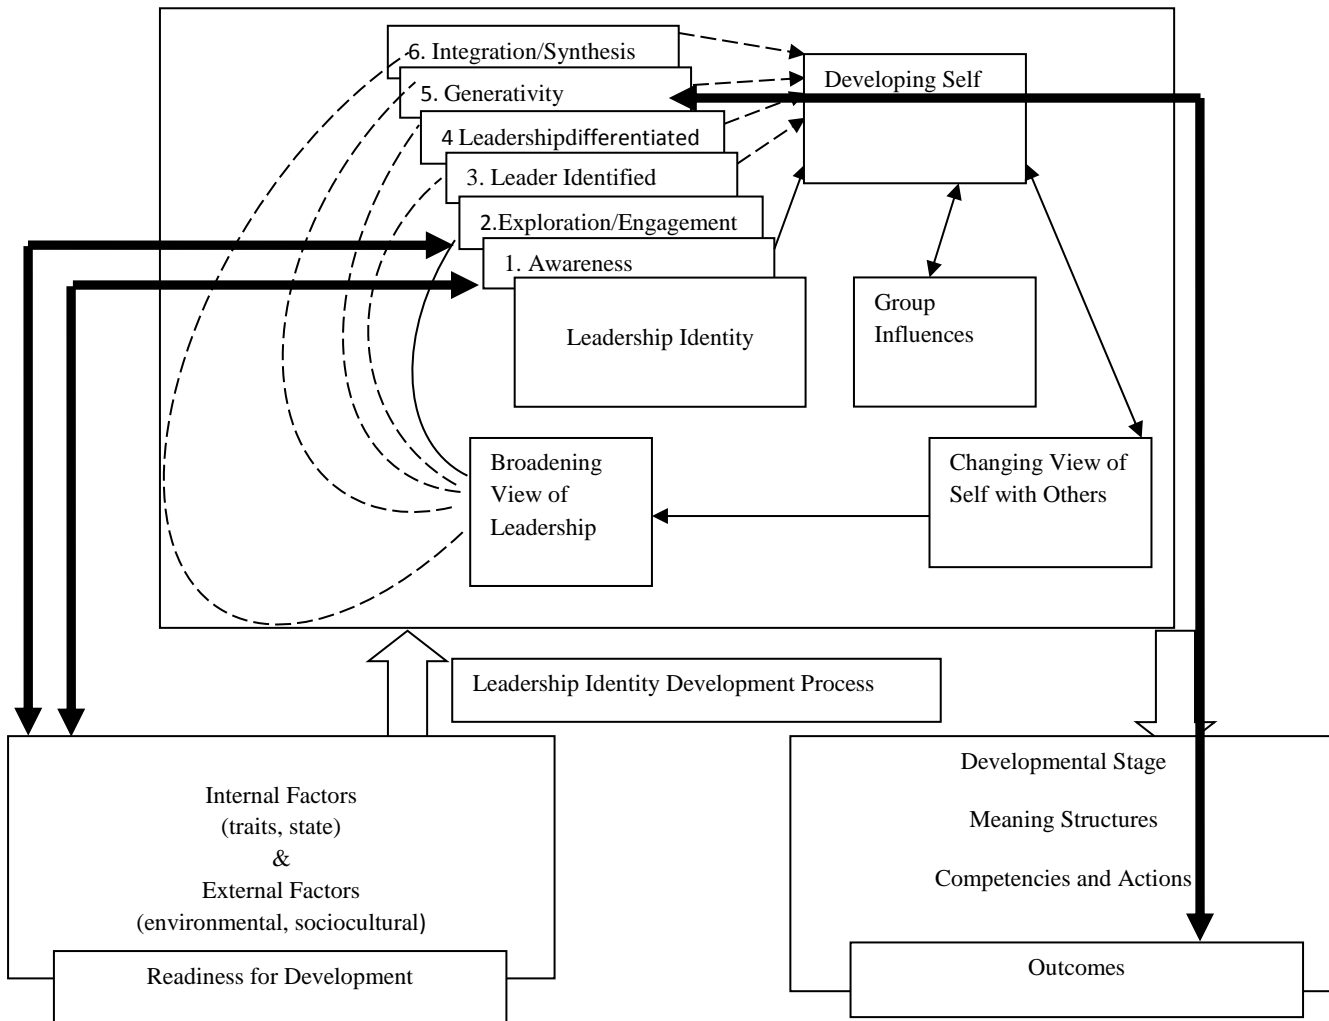 6. Integration/Synthesis
5. Generativity
4 Leadershipdifferentiated
3. Leader Identified
2.Exploration/Engagement
1. Awareness
Leadership Identity
Developing Self
Group
Influences
Broadening
View of
Leadership
Changing View of
Self with Others
Leadership Identity Development Process
Internal Factors
(traits, state)
&
External Factors
(environmental, sociocultural)
Readiness for Development
Developmental Stage
Meaning Structures
Competencies and Actions
Outcomes